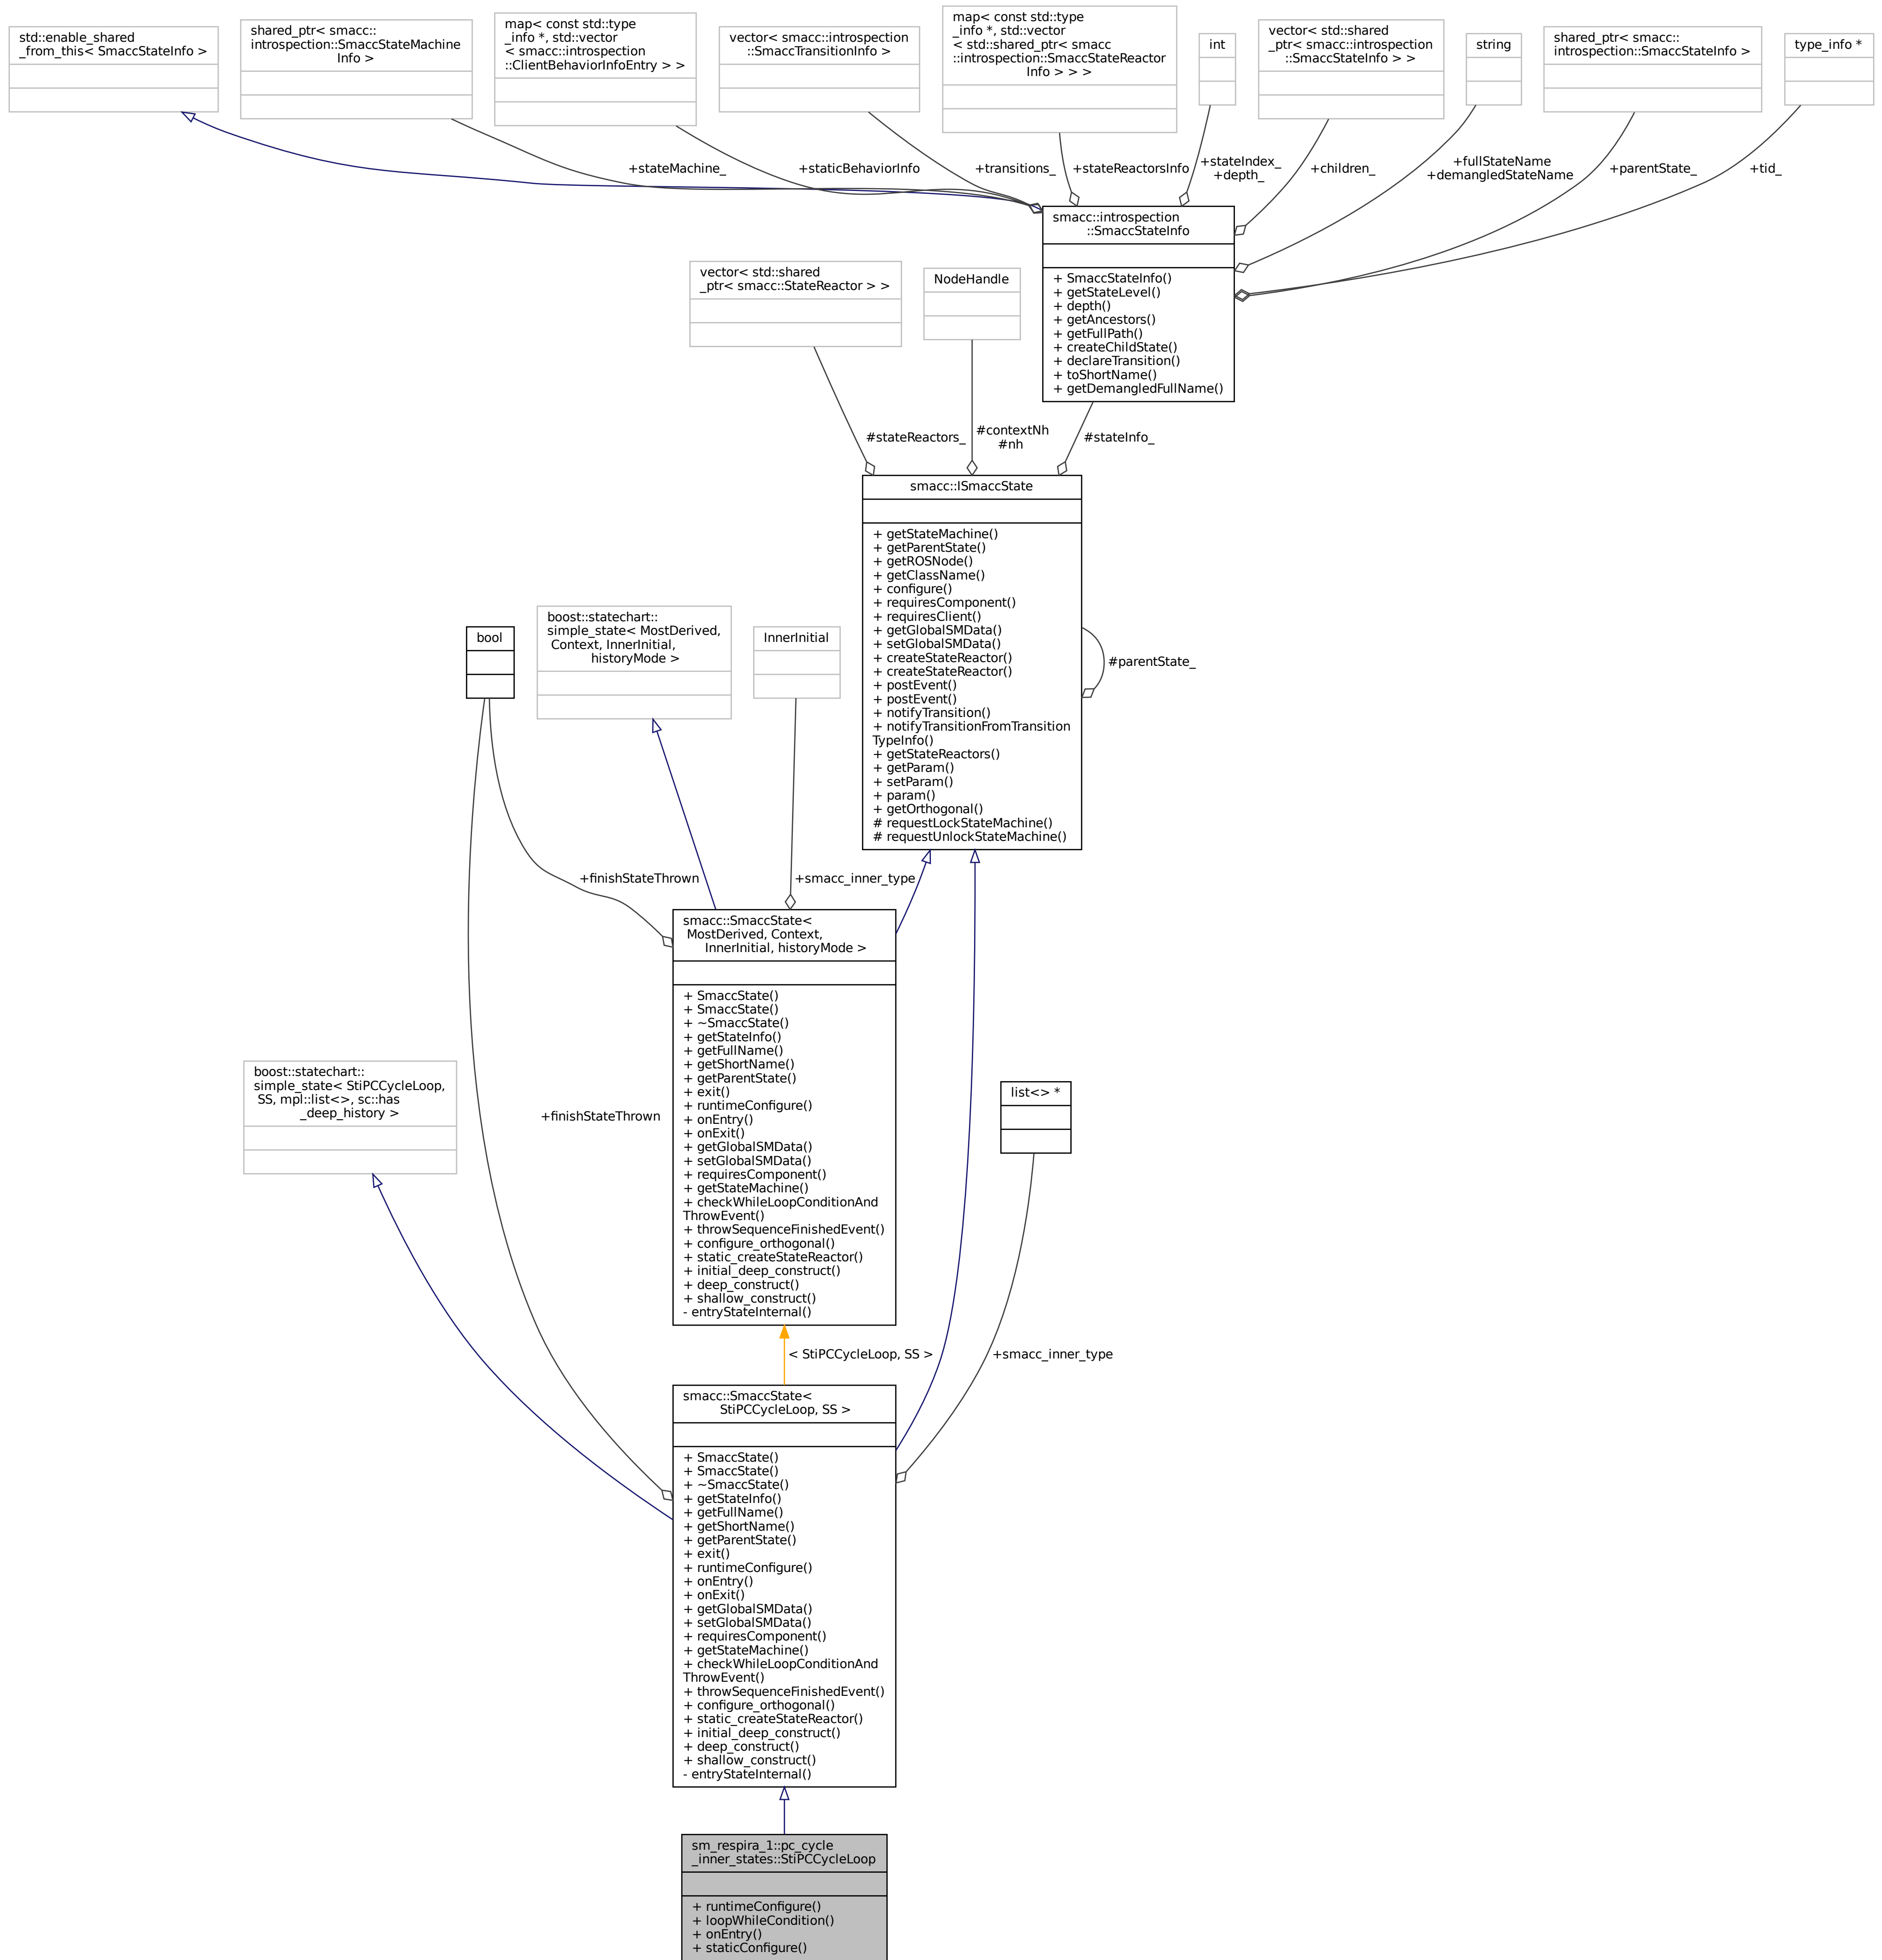 std::enable_shared
_from_this< SmaccStateInfo >
shared_ptr< smacc::
introspection::SmaccStateMachine
Info >
map< const std::type
_info *, std::vector
< smacc::introspection
::ClientBehaviorInfoEntry > >
vector< smacc::introspection
::SmaccTransitionInfo >
map< const std::type
_info *, std::vector
< std::shared_ptr< smacc
::introspection::SmaccStateReactor
Info > > >
int
vector< std::shared
_ptr< smacc::introspection
::SmaccStateInfo > >
string
shared_ptr< smacc::
introspection::SmaccStateInfo >
type_info *
+stateMachine_
+staticBehaviorInfo
+transitions_
+stateReactorsInfo
+stateIndex_
+depth_
+children_
+fullStateName
+demangledStateName
+parentState_
+tid_
smacc::introspection
::SmaccStateInfo
+ SmaccStateInfo()
+ getStateLevel()
+ depth()
+ getAncestors()
+ getFullPath()
+ createChildState()
+ declareTransition()
+ toShortName()
+ getDemangledFullName()
vector< std::shared
_ptr< smacc::StateReactor > >
NodeHandle
#stateReactors_
#contextNh
#nh
#stateInfo_
smacc::ISmaccState
+ getStateMachine()
+ getParentState()
+ getROSNode()
+ getClassName()
+ configure()
+ requiresComponent()
+ requiresClient()
+ getGlobalSMData()
+ setGlobalSMData()
+ createStateReactor()
+ createStateReactor()
+ postEvent()
+ postEvent()
+ notifyTransition()
+ notifyTransitionFromTransition
TypeInfo()
+ getStateReactors()
+ getParam()
+ setParam()
+ param()
+ getOrthogonal()
# requestLockStateMachine()
# requestUnlockStateMachine()
#parentState_
bool
boost::statechart::
simple_state< MostDerived,
Context, InnerInitial,
historyMode >
InnerInitial
+finishStateThrown
+smacc_inner_type
smacc::SmaccState<
MostDerived, Context,
InnerInitial, historyMode >
+ SmaccState()
+ SmaccState()
+ ~SmaccState()
+ getStateInfo()
+ getFullName()
+ getShortName()
+ getParentState()
+ exit()
+ runtimeConfigure()
+ onEntry()
+ onExit()
+ getGlobalSMData()
+ setGlobalSMData()
+ requiresComponent()
+ getStateMachine()
+ checkWhileLoopConditionAnd
ThrowEvent()
+ throwSequenceFinishedEvent()
+ configure_orthogonal()
+ static_createStateReactor()
+ initial_deep_construct()
+ deep_construct()
+ shallow_construct()
- entryStateInternal()
boost::statechart::
simple_state< StiPCCycleLoop,
SS, mpl::list<>, sc::has
_deep_history >
+finishStateThrown
list<> *
< StiPCCycleLoop, SS >
+smacc_inner_type
smacc::SmaccState<
StiPCCycleLoop, SS >
+ SmaccState()
+ SmaccState()
+ ~SmaccState()
+ getStateInfo()
+ getFullName()
+ getShortName()
+ getParentState()
+ exit()
+ runtimeConfigure()
+ onEntry()
+ onExit()
+ getGlobalSMData()
+ setGlobalSMData()
+ requiresComponent()
+ getStateMachine()
+ checkWhileLoopConditionAnd
ThrowEvent()
+ throwSequenceFinishedEvent()
+ configure_orthogonal()
+ static_createStateReactor()
+ initial_deep_construct()
+ deep_construct()
+ shallow_construct()
- entryStateInternal()
sm_respira_1::pc_cycle
_inner_states::StiPCCycleLoop
+ runtimeConfigure()
+ loopWhileCondition()
+ onEntry()
+ staticConfigure()